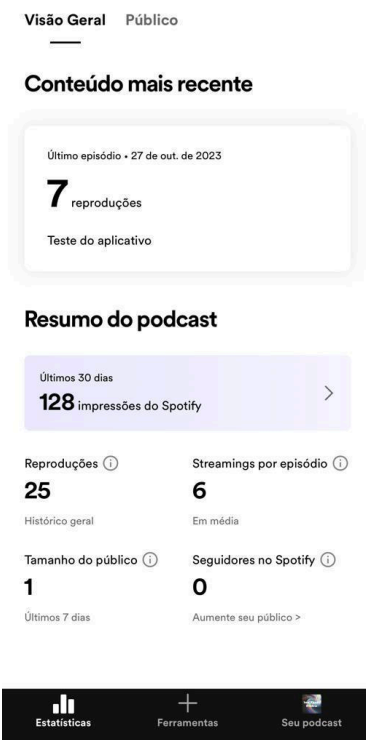 Visão Geral Público
Conteúdo mais recente
Último episódio • 27 de out. de 2023
7 reproduções
Teste do aplicativo
Resumo do podcast
Últimos 30 dias
128 impressões do Spotify
Reproduções Streamings por episódio
25 6
Histórico geral Em média
Tamanho do público Seguidores no Spotify
1 0
Últimos 7 dias Aumente seu público >
Estatísticas Ferramentas Seu podcast